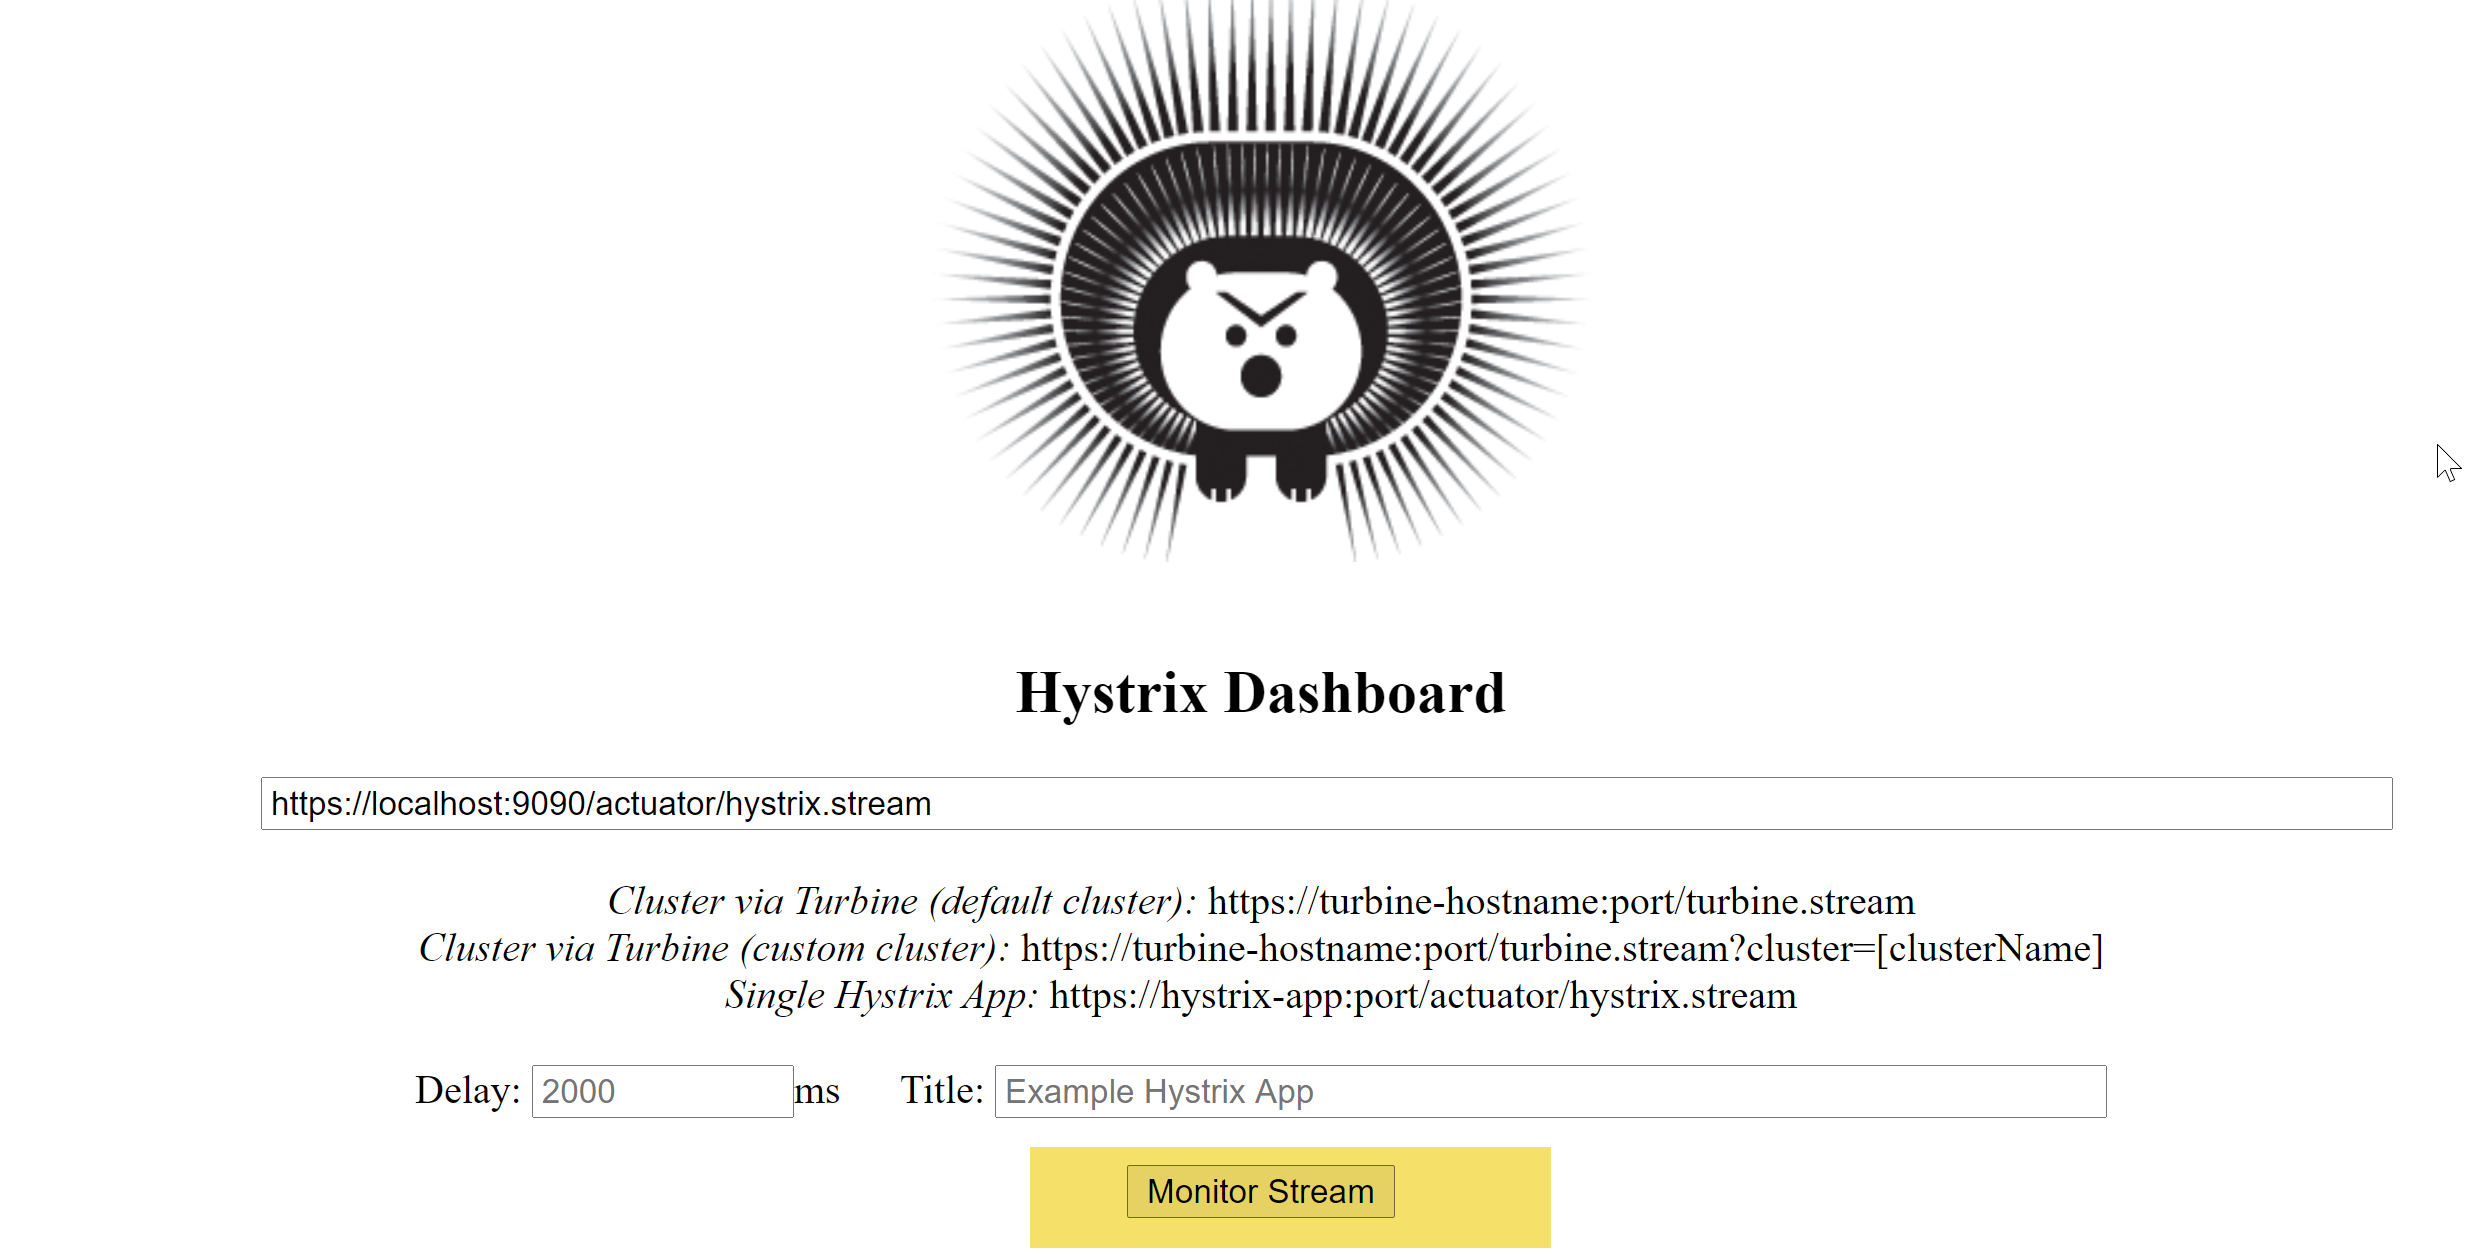 Hystrix Dashboard
https://localhost:9090/actuator/hystrix.stream
Cluster via Turbine (default cluster): https://turbine-hostname:port/turbine.stream
Cluster via Turbine (custom cluster): https://turbine-hostname:port/turbine.stream?cluster=[clusterName]
Single Hystrix App: https://hystrix-app:port/actuator/hystrix.stream
Delay: 2000 ms Title: Example Hystrix App
Monitor Stream